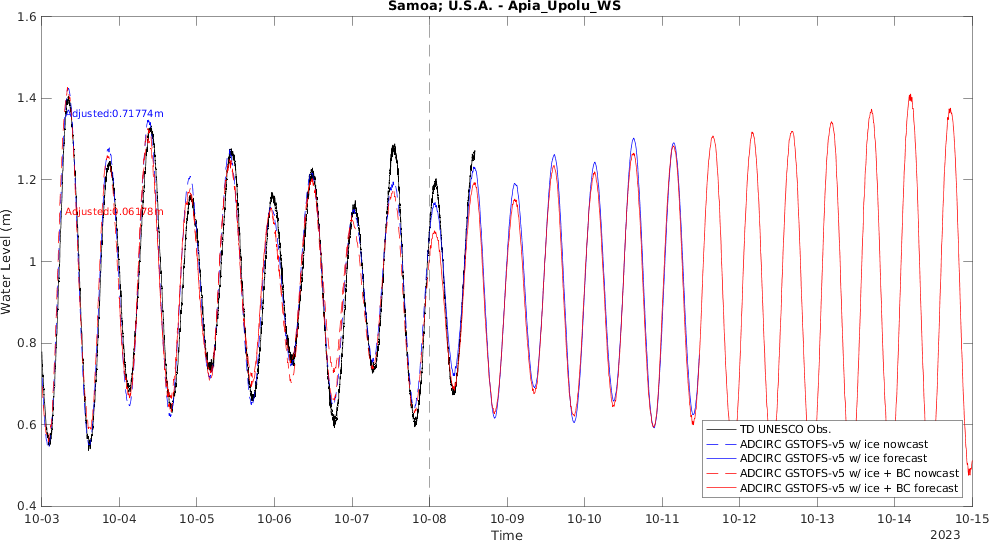 Samoa; U.S.A. - Apia_Upolu_WS
1.6
1.4
1.2
1
0.8
0.6
0.4
Water Level (m)
Adjusted:0.71774m
Adjusted:0.06178m
TD UNESCO Obs.
ADCIRC GSTOFS-v5 w/ ice nowcast
ADCIRC GSTOFS-v5 w/ ice forecast
ADCIRC GSTOFS-v5 w/ ice + BC nowcast
ADCIRC GSTOFS-v5 w/ ice + BC forecast
10-03 10-04 10-05 10-06 10-07 10-08 10-09 10-10 10-11 10-12 10-13 10-14 10-15
Time
2023